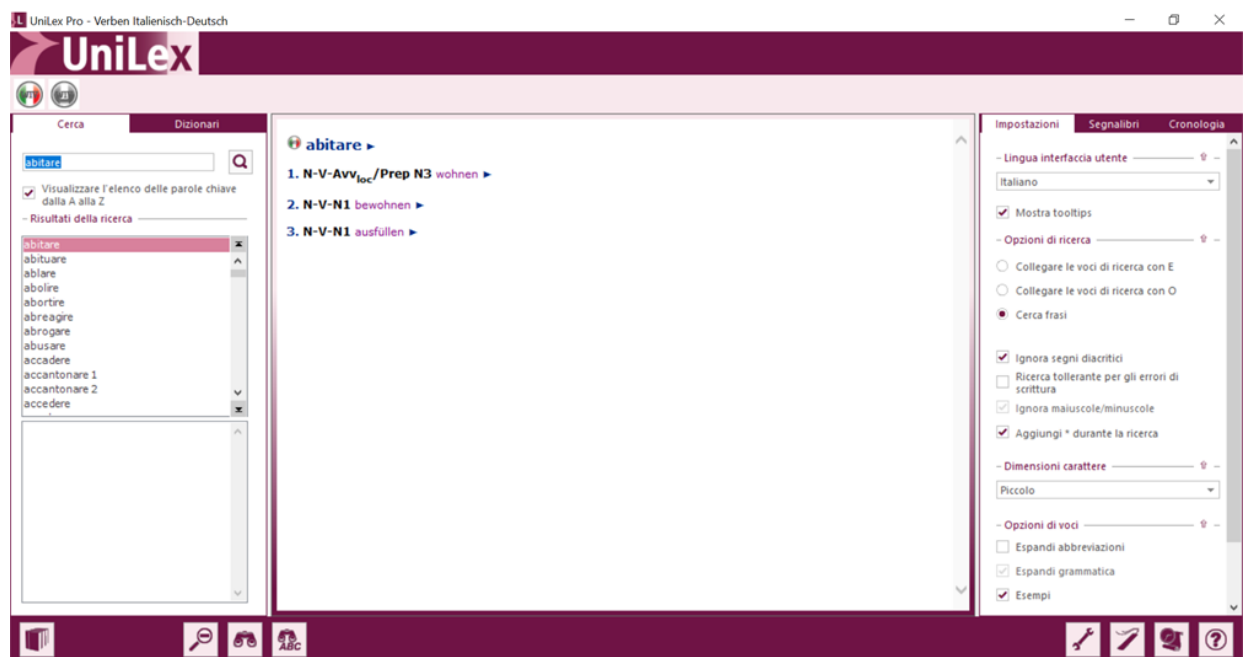 UniLex Pro - Verben Italienisch-Deutsch
UniLex
Cerca Dizionari
abitare
Visualizzare l'elenco delle parole chiave
dalla A alla Z
Risultati della ricerca
abitare
abituare
ablare
abolire
abortire
abreagire
abrogare
abusare
accadere
accantonare 1
accantonare 2
accedere
abitare
1. N-V-Avvloc/Prep N3 wohnen
2. N-V-N1 bewohnen
3. N-V-N1 ausfüllen
Impostazioni Segnalibri Cronologia
Lingua interfaccia utente
Italiano
Mostra tooltips
Opzioni di ricerca
Collegare le voci di ricerca con E
Collegare le voci di ricerca con O
Cerca frasi
Ignora segni diacritici
Ricerca tollerante per gli errori di
scrittura
Ignora maiuscole/minuscole
Aggiungi * durante la ricerca
Dimensioni carattere
Piccolo
Opzioni di voci
Espandi abbreviazioni
Espandi grammatica
Esempi
ABC